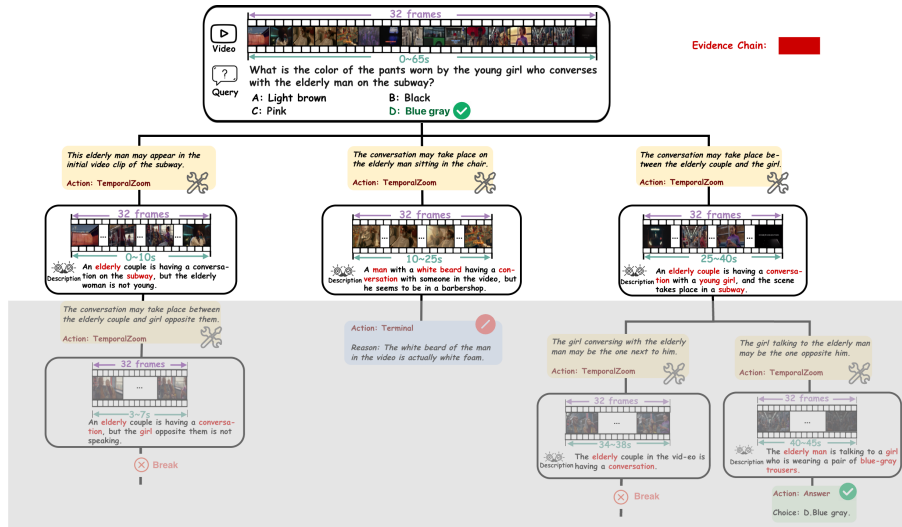 32 frames
Video
0~65s
Query
What is the color of the pants worn by the young girl who converses
with the elderly man on the subway?
A: Light brown
B: Black
C: Pink
D: Blue gray
Evidence Chain:
This elderly man may appear in the
initial video clip of the subway.
Action: TemporalZoom
The conversation may take place on
the elderly man sitting in the chair.
Action: TemporalZoom
The conversation may take place be-
tween the elderly couple and the girl.
Action: TemporalZoom
32 frames
...
...
0~10s
Description
An elderly couple is having a conversa-
tion on the subway, but the elderly
woman is not young.
32 frames
...
...
10~25s
Description
A man with a white beard having a con-
versation with someone in the video, but
he seems to be in a barbershop.
32 frames
...
...
25~40s
Description
An elderly couple is having a conversa-
tion with a young girl, and the scene
takes place in a subway.
The conversation may take place between
the elderly couple and girl opposite them.
Action: TemporalZoom
Action: Terminal
Reason: The white beard of the man
in the video is actually white foam.
The girl conversing with the elderly
man may be the one next to him.
Action: TemporalZoom
The girl talking to the elderly man
may be the one opposite him.
Action: TemporalZoom
32 frames
...
3~7s
An elderly couple is having a conversa-
tion, but the girl opposite them is not
speaking.
Break
32 frames
...
34~38s
Description
The elderly couple in the vid-eo is
having a conversation.
Break
32 frames
...
40~45s
Description
The elderly man is talking to a girl
who is wearing a pair of blue-gray
trousers.
Action: Answer
Choice: D.Blue gray.